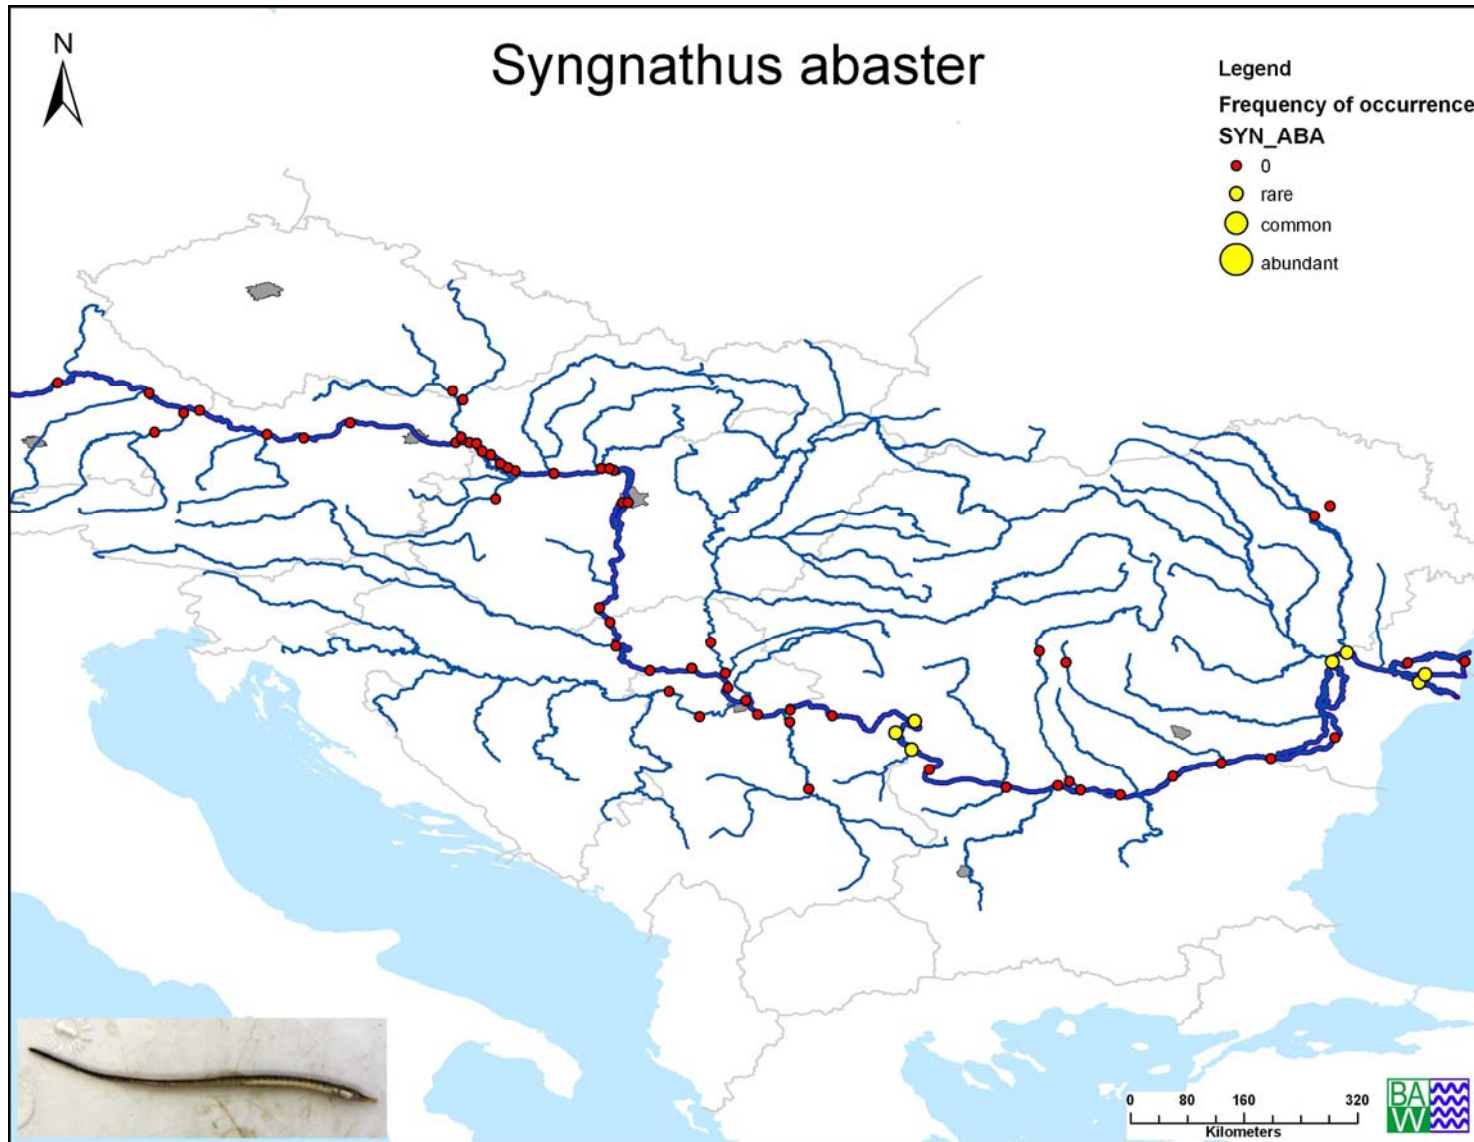 N
Syngnathus abaster
Legend
Frequency of occurrence
SYN_ABA
0
rare
common
abundant
0 80 160 320
Kilometers
BA
W